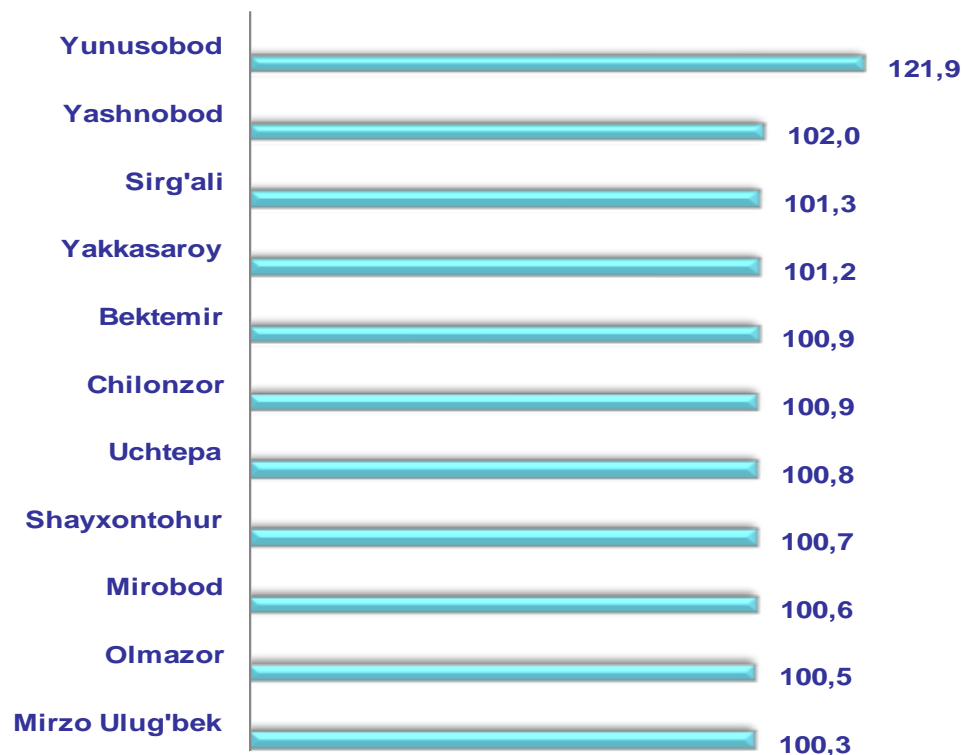 Yunusobod 121,9
Yashnobod 102,0
Sirg'ali 101,3
Yakkasaroy 101,2
Bektemir 100,9
Chilonzor 100,9
Uchtepa 100,8
Shayxontohur 100,7
Mirobod 100,6
Olmazor 100,5
Mirzo Ulug'bek 100,3